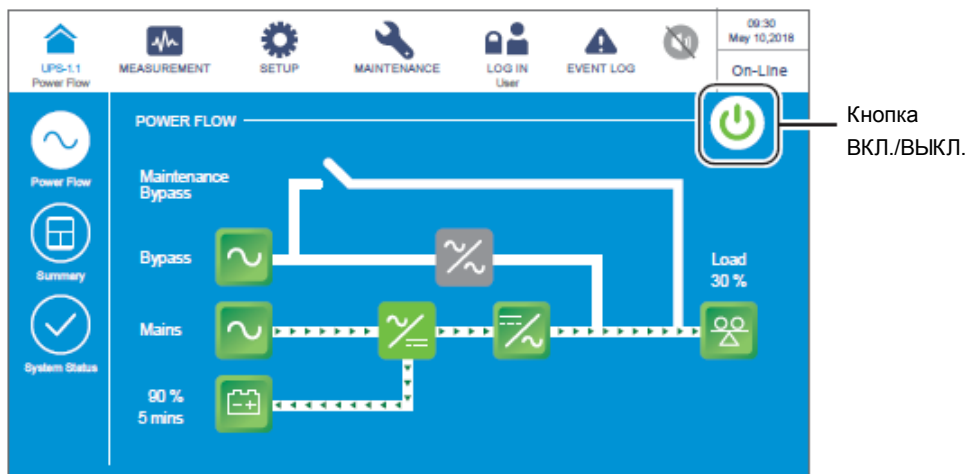 UPS-1.1
Power Flow
MEASUREMENT
SETUP
MAINTENANCE
LOG IN
User
EVENT LOG
09:30
May 10,2018
On-Line
Кнопка
ВКЛ./ВЫКЛ.
POWER FLOW
Power Flow
Summary
System Status
Maintenance
Bypass
Bypass
Mains
90 %
5 mins
Load
30 %